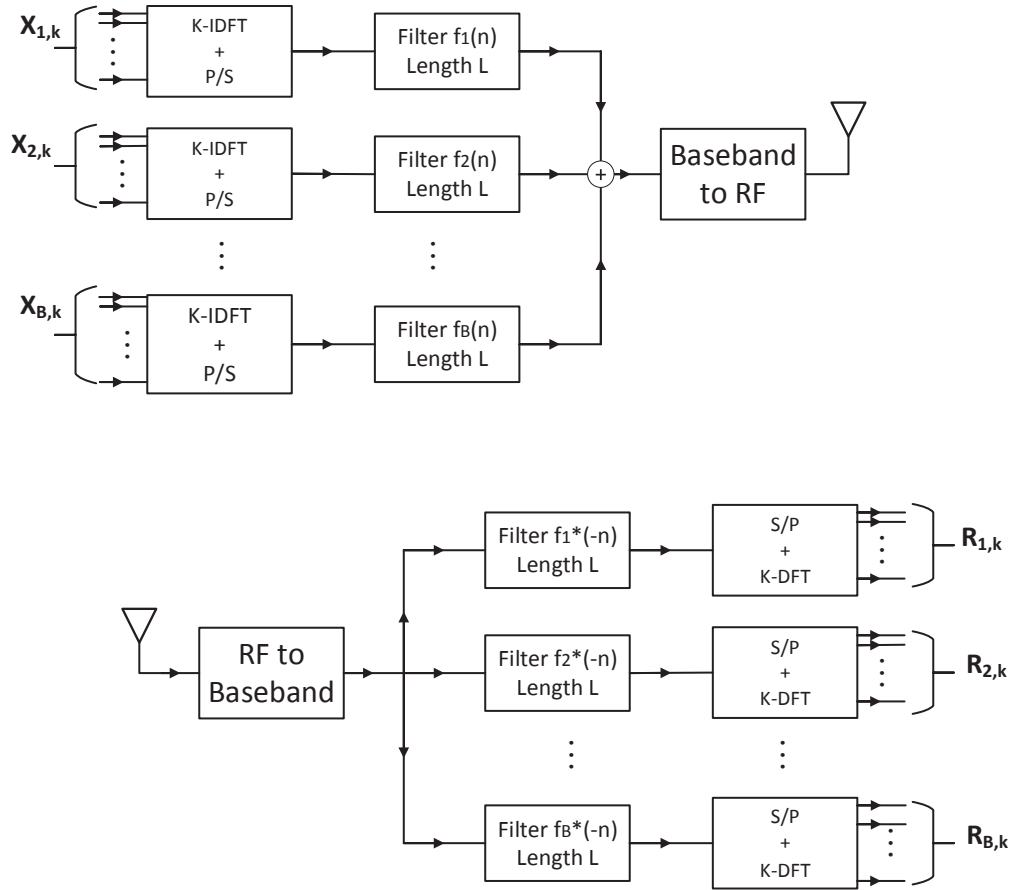 X1,k
K-IDFT
+
P/S
Filter f1(n)
Length L
X2,k
K-IDFT
+
P/S
Filter f2(n)
Length L
+
Baseband
to RF
XB,k
K-IDFT
+
P/S
Filter fB(n)
Length L
RF to
Baseband
Filter f1*(-n)
Length L
S/P
+
K-DFT
R1,k
Filter f2*(-n)
Length L
S/P
+
K-DFT
R2,k
Filter fB*(-n)
Length L
S/P
+
K-DFT
RB,k